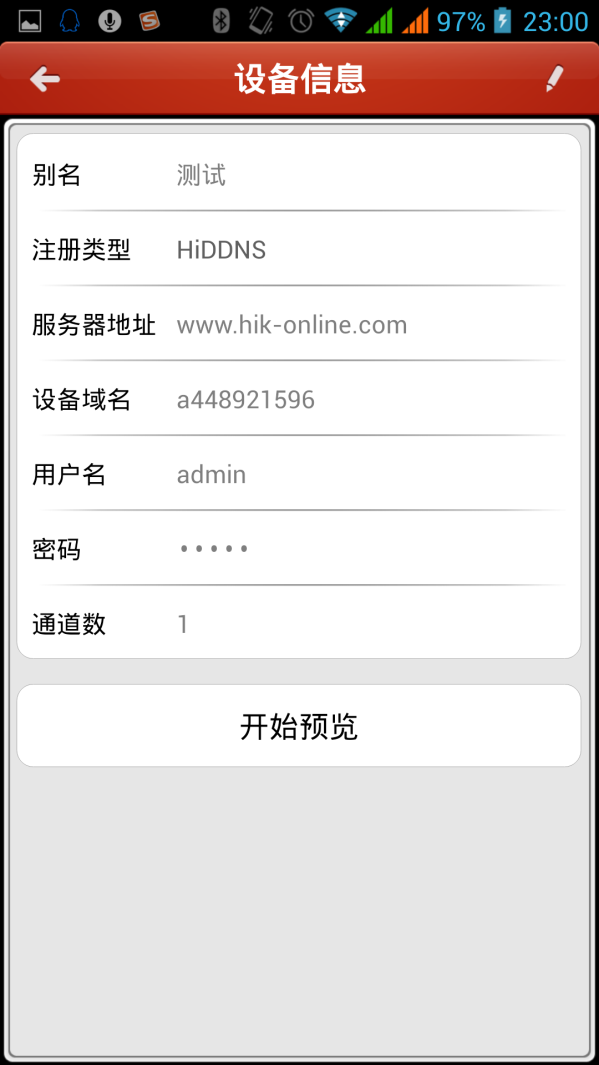 97% 23:00
设备信息
别名 测试
注册类型 HiDDNS
服务器地址 www.hik-online.com
设备域名 a448921596
用户名 admin
密码 •••••
通道数 1
开始预览